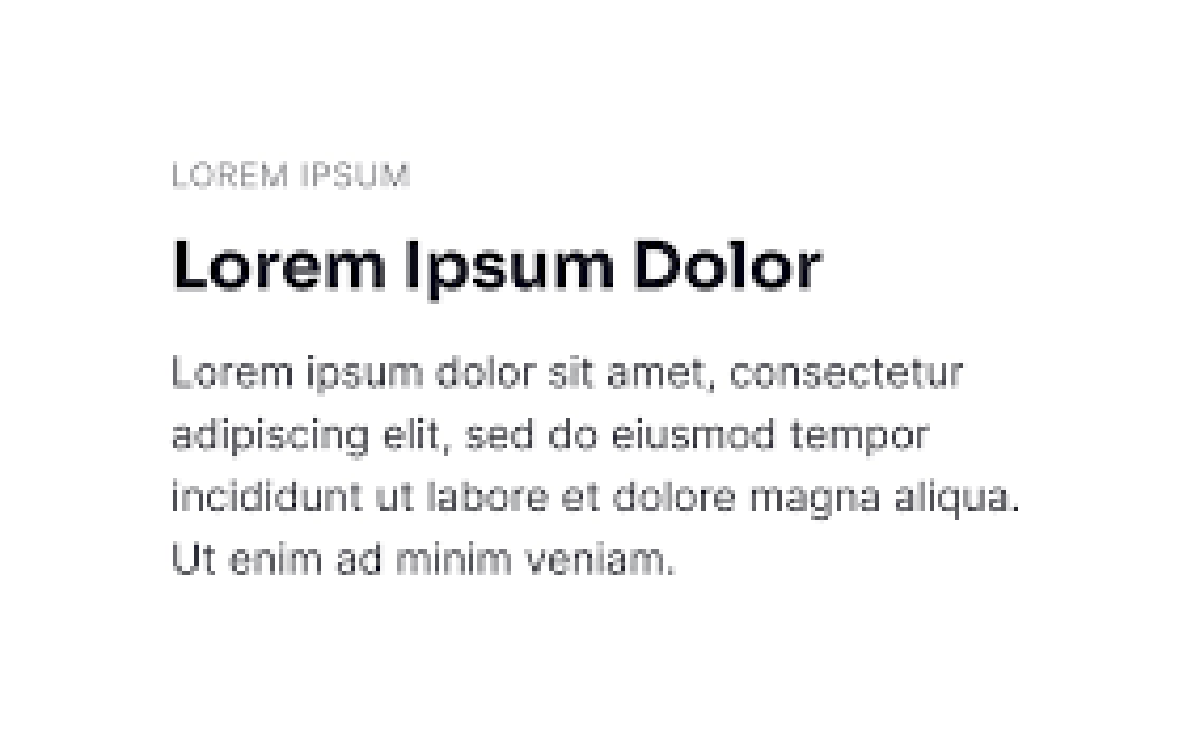 LOREM IPSUM
Lorem Ipsum Dolor
Lorem ipsum dolor sit amet, consectetur
adipiscing elit, sed do eiusmod tempor
incididunt ut labore et dolore magna aliqua.
Ut enim ad minim veniam.